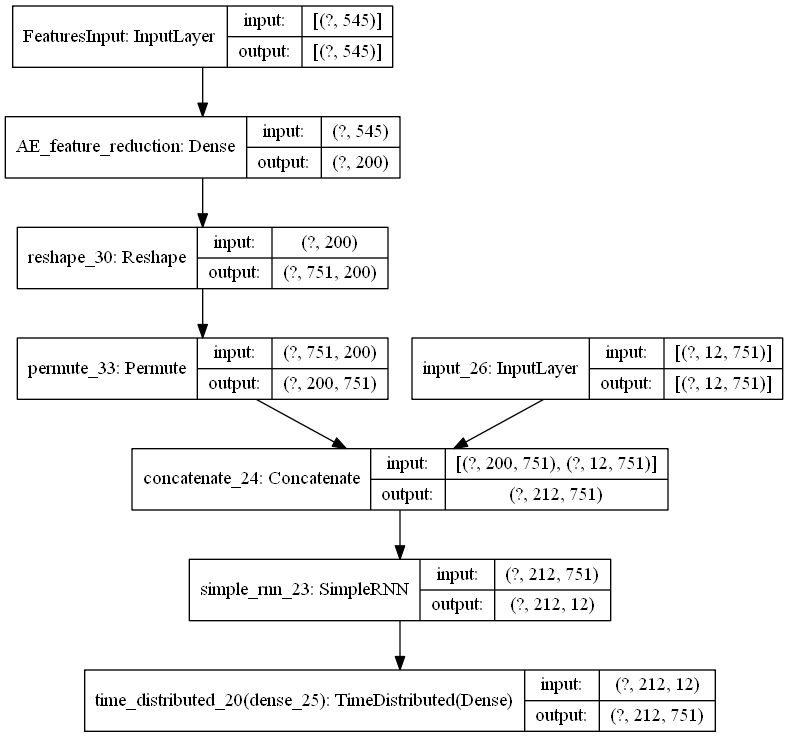 FeaturesInput: InputLayer
input: [(?, 545)]
output: [(?, 545)]
AE_feature_reduction: Dense
input: (?, 545)
output: (?, 200)
reshape_30: Reshape
input: (?, 200)
output: (?, 751, 200)
permute_33: Permute
input: (?, 751, 200)
output: (?, 200, 751)
input_26: InputLayer
input: [(?, 12, 751)]
output: [(?, 12, 751)]
concatenate_24: Concatenate
input: [(?, 200, 751), (?, 12, 751)]
output: (?, 212, 751)
simple_rnn_23: SimpleRNN
input: (?, 212, 751)
output: (?, 212, 12)
time_distributed_20(dense_25): TimeDistributed(Dense)
input: (?, 212, 12)
output: (?, 212, 751)